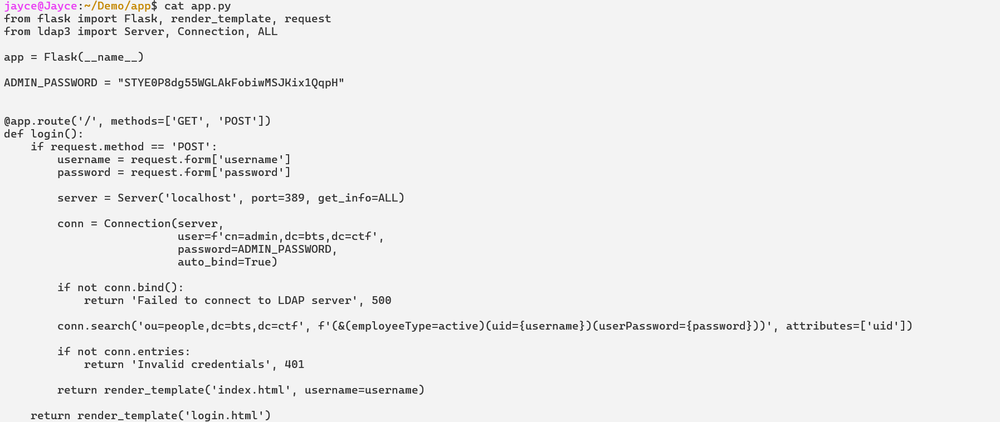 jayce@Jayce:~/Demo/app$ cat app.py
from flask import Flask, render_template, request
from ldap3 import Server, Connection, ALL

app = Flask(__name__)

ADMIN_PASSWORD = "STYE0P8dg55WGLAkFobiwMSJKix1QqpH"


@app.route('/', methods=['GET', 'POST'])
def login():
    if request.method == 'POST':
        username = request.form['username']
        password = request.form['password']

        server = Server('localhost', port=389, get_info=ALL)

        conn = Connection(server,
                          user=f'cn=admin,dc=bts,dc=ctf',
                          password=ADMIN_PASSWORD,
                          auto_bind=True)

        if not conn.bind():
            return 'Failed to connect to LDAP server', 500

        conn.search('ou=people,dc=bts,dc=ctf', f'(&(employeeType=active)(uid={username})(userPassword={password}))', attributes=['uid'])

        if not conn.entries:
            return 'Invalid credentials', 401

        return render_template('index.html', username=username)

    return render_template('login.html')